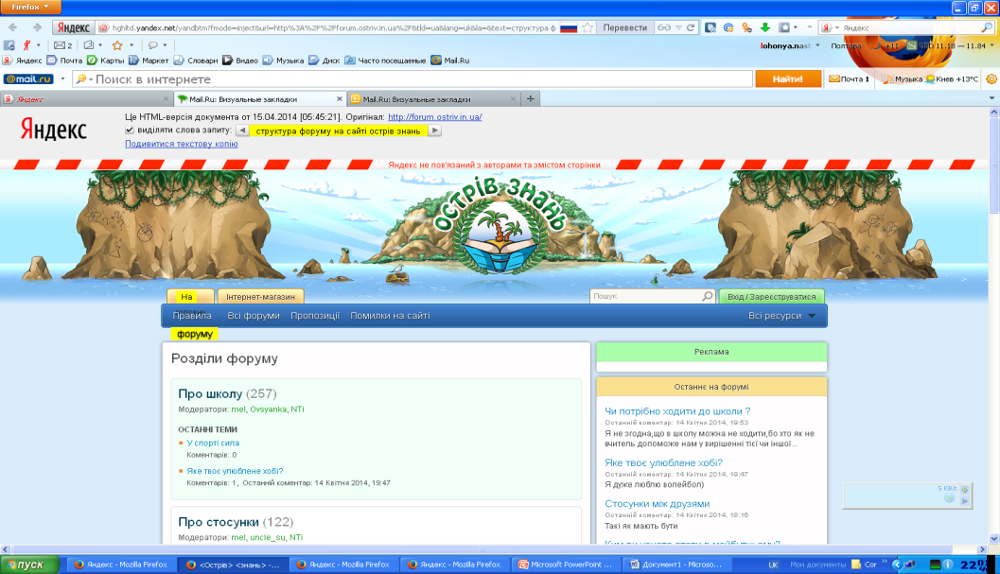 Firefox
ЯНДЕКС hghltd.yandex.net/yandbtm?fmode=inject&url=http%3A%2F%2Fforum.ostriv.in.ua%2F&tld=ua&lang=uk&la=&text=структура ф Перевести Яндекс
2 lohonya.nast Полтава +11 USD 11.18 — 11.84
Яндекс Почта Карты Маркет Словари Видео Музыка Диск Часто посещаемые Mail.Ru
@mail.ru Поиск в интернете Найти! Почта 1 Музыка Киев +13°C
Яндекс Mail.Ru: Визуальные закладки Mail.Ru: Визуальные закладки
Яндекс
Це HTML-версія документа от 15.04.2014 [05:45:21]. Оригінал: http://forum.ostriv.in.ua/
виділяти слова запиту: структура форуму на сайті острів знань
Подивитися текстову копію
Яндекс не пов'язаний з авторами та змістом сторінки
ОСТРІВ ЗНАНЬ
На Інтернет-магазин Пошук Вхід / Зареєструватися
Правила Всі форуми Пропозиції Помилки на сайті Всі ресурси
форуму
Розділи форуму
Про школу (257)
Модератори: mel, Ovsyanka, NTi
ОСТАННІ ТЕМИ
У спорті сила
Коментарів: 0
Яке твоє улюблене хобі?
Коментарів: 1, Останній коментар: 14 Квітня 2014, 19:47
Про стосунки (122)
Модератори: mel, uncle_su, NTi
Реклама
Останнє на форумі
Чи потрібно ходити до школи ?
Останній коментар: 14 Квітня 2014, 19:53
Я не згодна,що в школу можна не ходити,бо хто як не
вчитель допоможе нам у вирішенні тієї чи іншої...
Яке твоє улюблене хобі?
Останній коментар: 14 Квітня 2014, 19:47
Я дуже люблю волейбол)
Стосунки між друзями
Останній коментар: 14 Квітня 2014, 18:16
Такі як мають бути
5 KB/s
пуск Яндекс - Mozilla Firefox <Острів> <знань> -... Яндекс - Mozilla Firefox Яндекс - Mozilla Firefox Microsoft PowerPoint ... Документ1 - Microso... UK Мои документы Cor